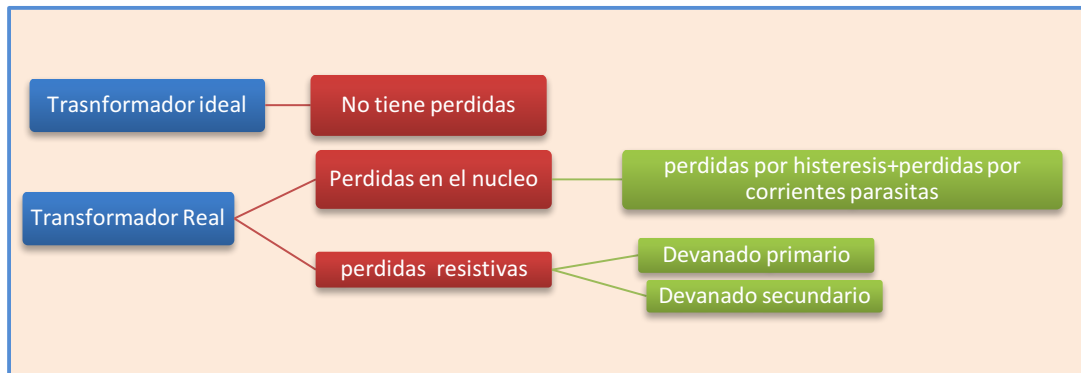 Trasnformador ideal
No tiene perdidas
Transformador Real
Perdidas en el nucleo
perdidas por histeresis+perdidas por
corrientes parasitas
perdidas resistivas
Devanado primario
Devanado secundario